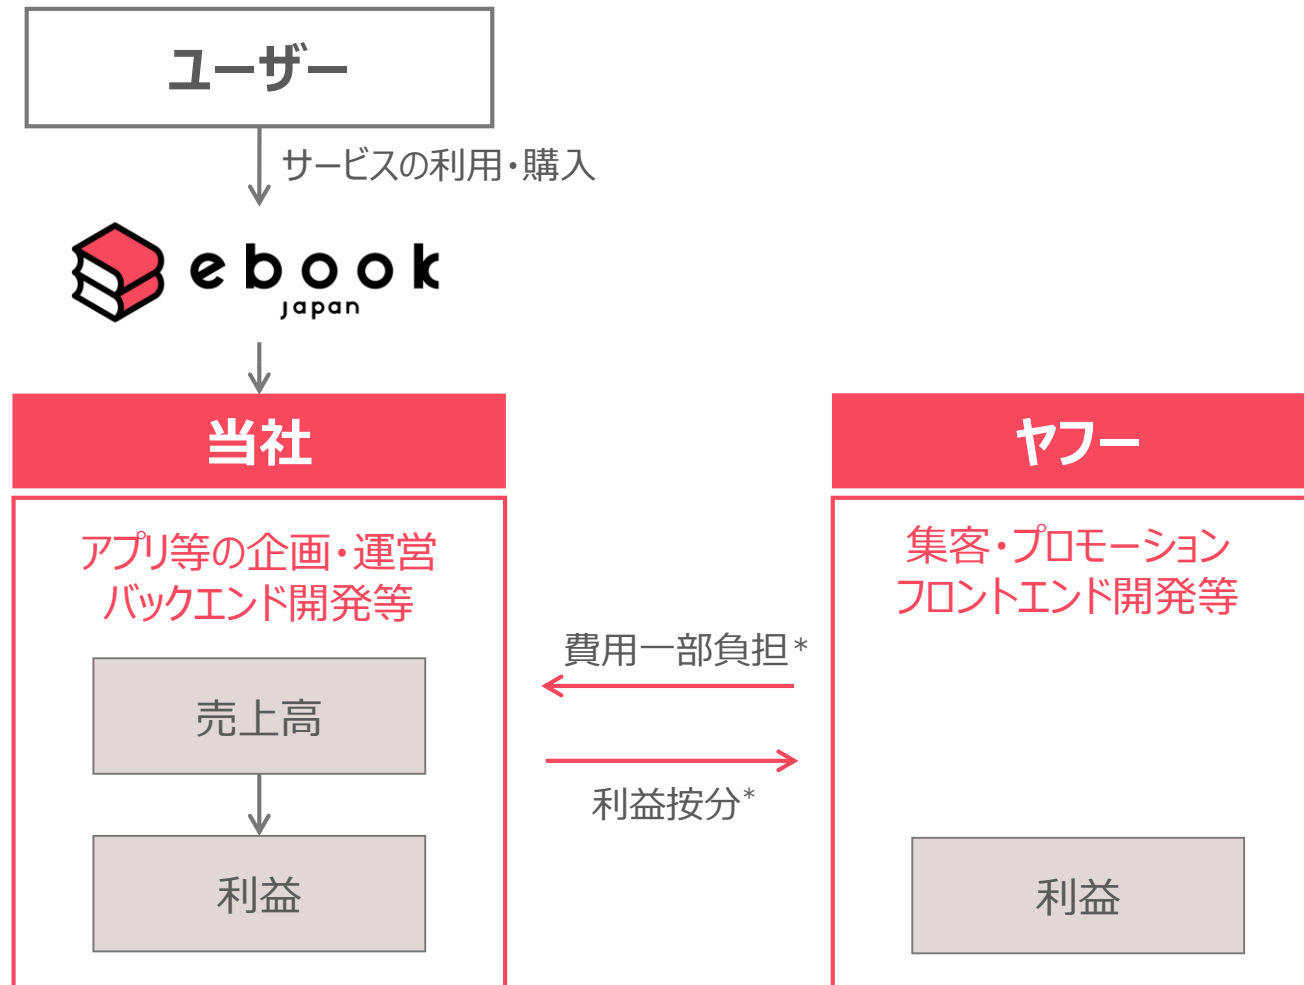 ユーザー
サービスの利用・購入
ebook
japan
当社
ヤフー
アプリ等の企画・運営
バックエンド開発等
集客・プロモーション
フロントエンド開発等
費用一部負担*
売上高
利益按分*
利益
利益